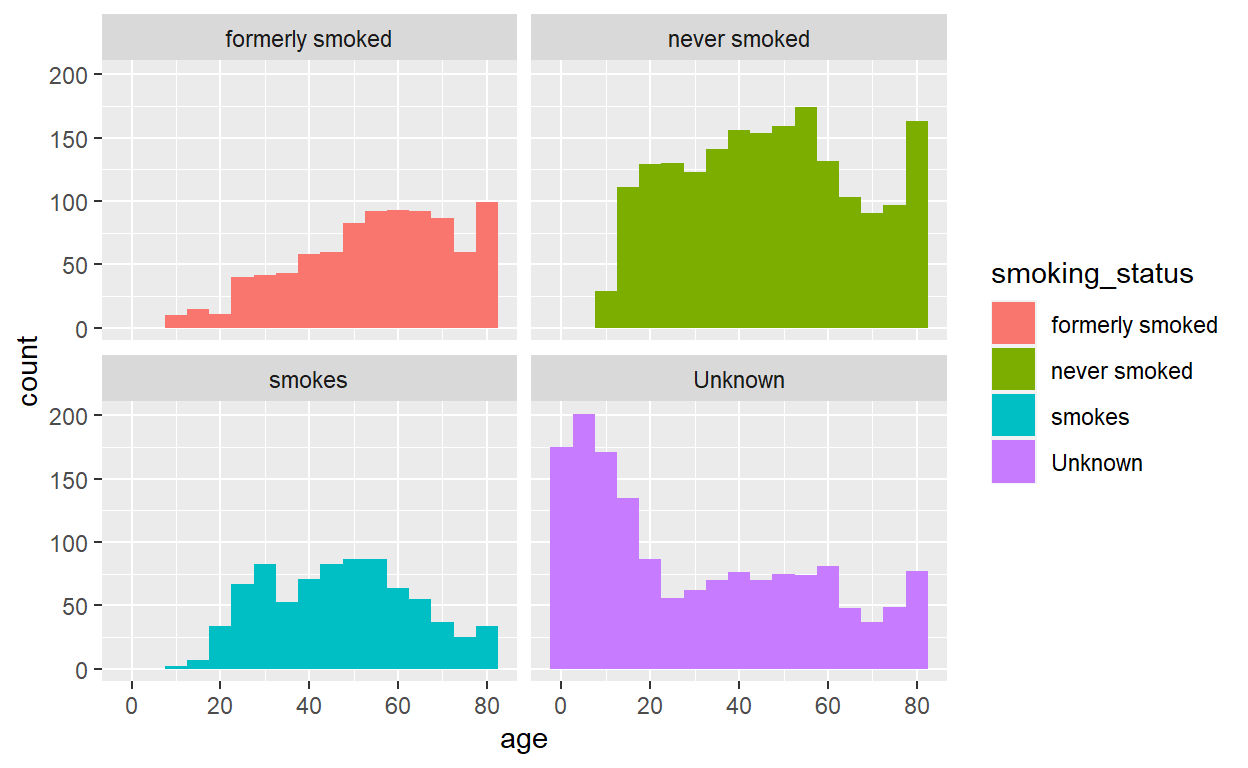 formerly smoked
never smoked
200
150
100
50
0
smokes
Unknown
200
150
100
50
0
0 20 40 60 80
0 20 40 60 80
count
age
smoking_status
formerly smoked
never smoked
smokes
Unknown